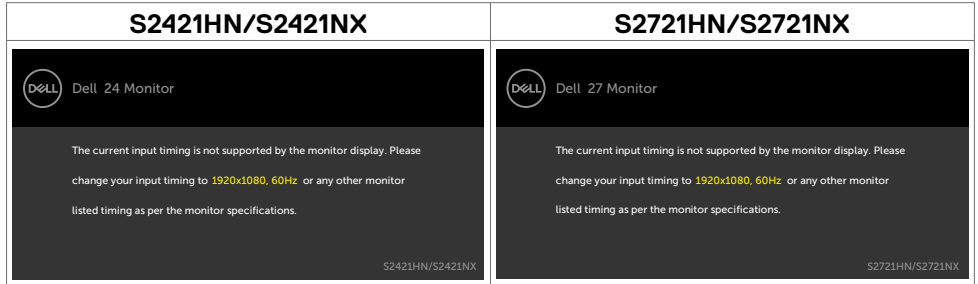 S2421HN/S2421NX
S2721HN/S2721NX
DELL
Dell 24 Monitor
The current input timing is not supported by the monitor display. Please
change your input timing to 1920x1080, 60Hz or any other monitor
listed timing as per the monitor specifications.
S2421HN/S2421NX
DELL
Dell 27 Monitor
The current input timing is not supported by the monitor display. Please
change your input timing to 1920x1080, 60Hz or any other monitor
listed timing as per the monitor specifications.
S2721HN/S2721NX